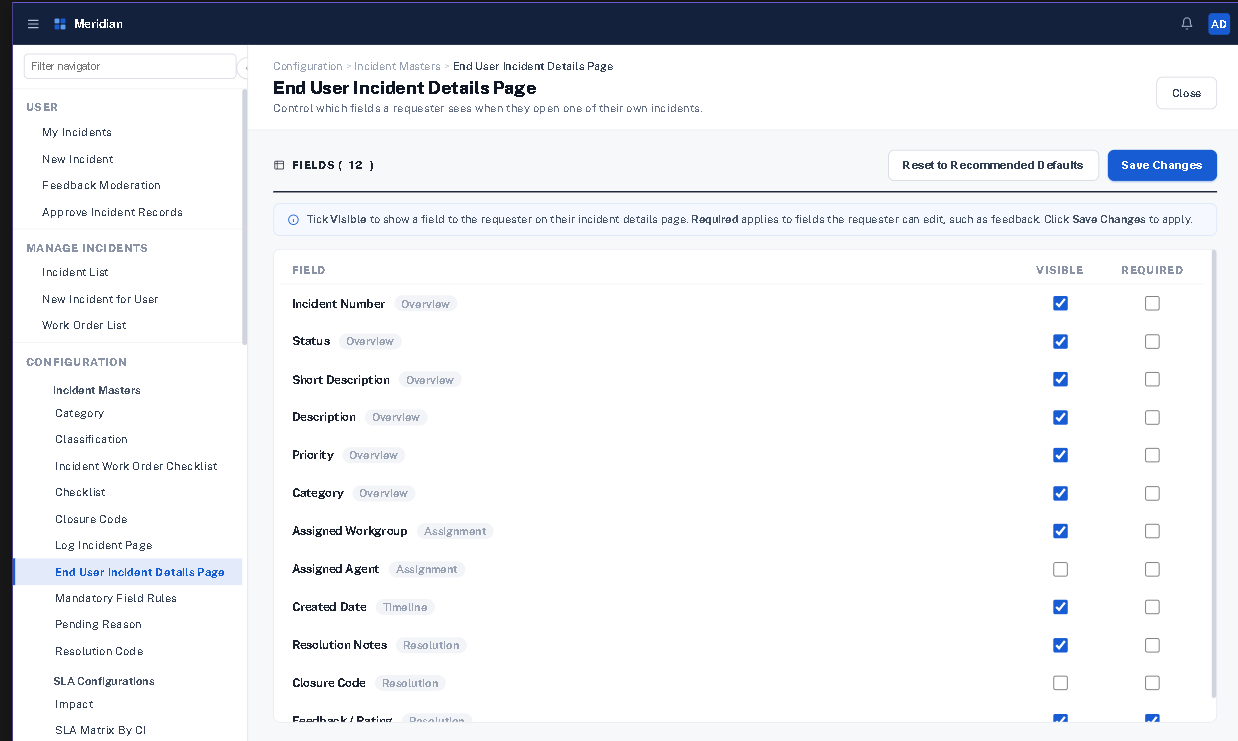 Meridian
AD
Filter navigator
USER
My Incidents
New Incident
Feedback Moderation
Approve Incident Records
MANAGE INCIDENTS
Incident List
New Incident for User
Work Order List
CONFIGURATION
Incident Masters
Category
Classification
Incident Work Order Checklist
Checklist
Closure Code
Log Incident Page
End User Incident Details Page
Mandatory Field Rules
Pending Reason
Resolution Code
SLA Configurations
Impact
SLA Matrix By CI
Configuration > Incident Masters > End User Incident Details Page
End User Incident Details Page
Control which fields a requester sees when they open one of their own incidents.
Close
FIELDS ( 12 )
Reset to Recommended Defaults
Save Changes
Tick Visible to show a field to the requester on their incident details page. Required applies to fields the requester can edit, such as feedback. Click Save Changes to apply.
FIELD VISIBLE REQUIRED
Incident Number Overview
Status Overview
Short Description Overview
Description Overview
Priority Overview
Category Overview
Assigned Workgroup Assignment
Assigned Agent Assignment
Created Date Timeline
Resolution Notes Resolution
Closure Code Resolution
Feedback / Rating Resolution